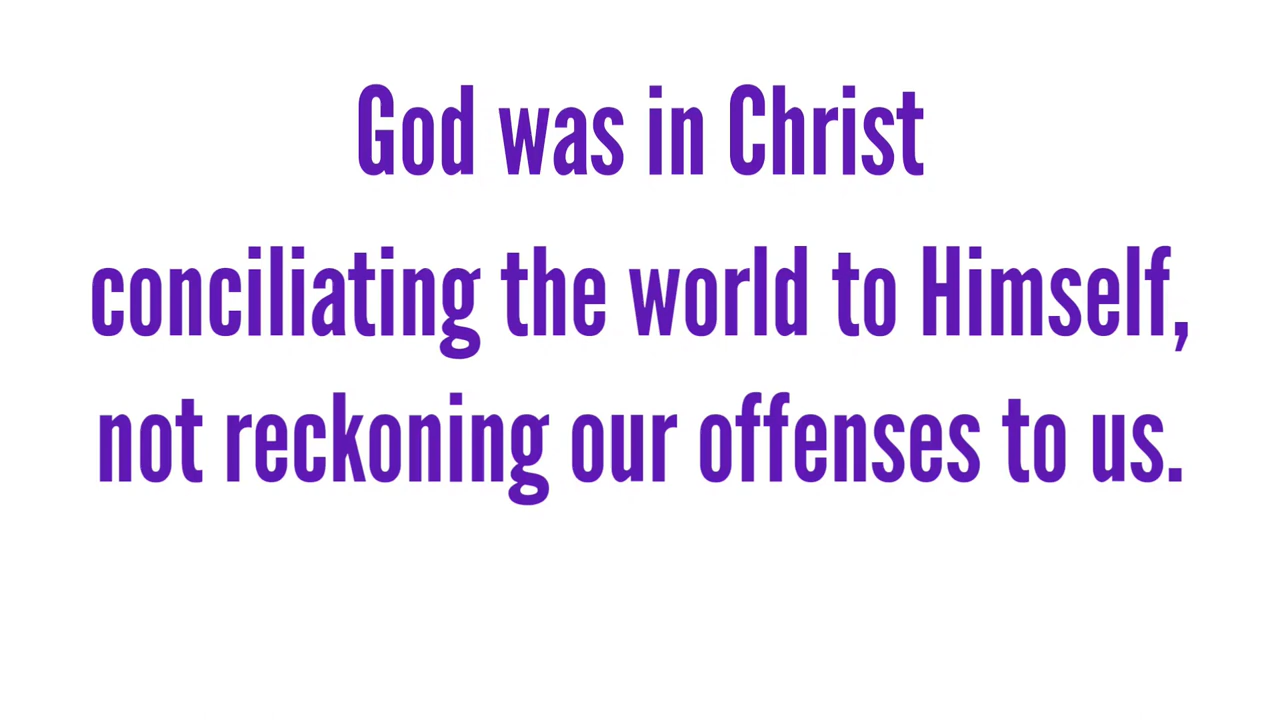 God was in Christ
conciliating the world to Himself,
not reckoning our offenses to us.